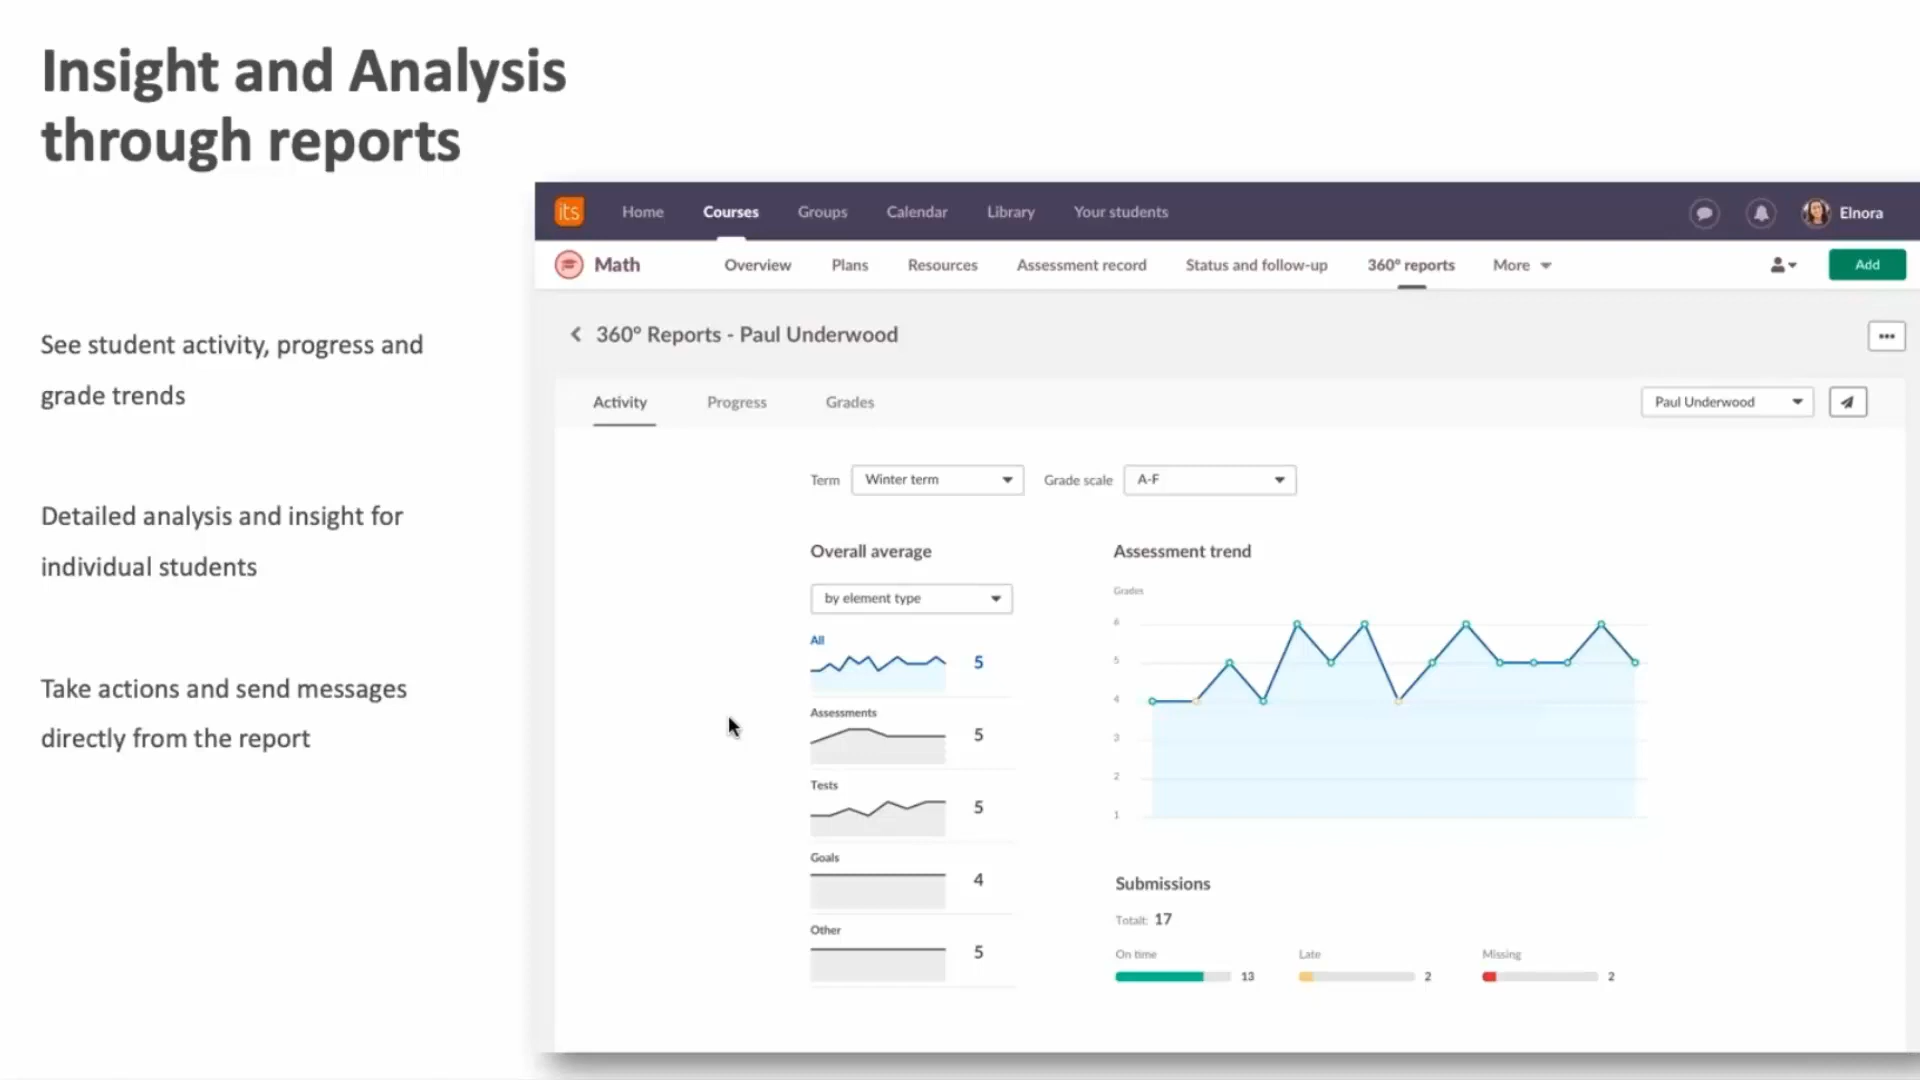 Insight and Analysis
through reports
See student activity, progress and
grade trends
Detailed analysis and insight for
individual students
Take actions and send messages
directly from the report
its Home Courses Groups Calendar Library Your students Elnora
Math Overview Plans Resources Assessment record Status and follow-up 360° reports More Add
360° Reports - Paul Underwood
Activity Progress Grades Paul Underwood
Term Winter term Grade scale A-F
Overall average
by element type
All 5
Assessments 5
Tests 5
Goals 4
Other 5
Assessment trend
Grades
6
5
4
3
2
1
Submissions
Totalt: 17
On time Late Missing
13 2 2